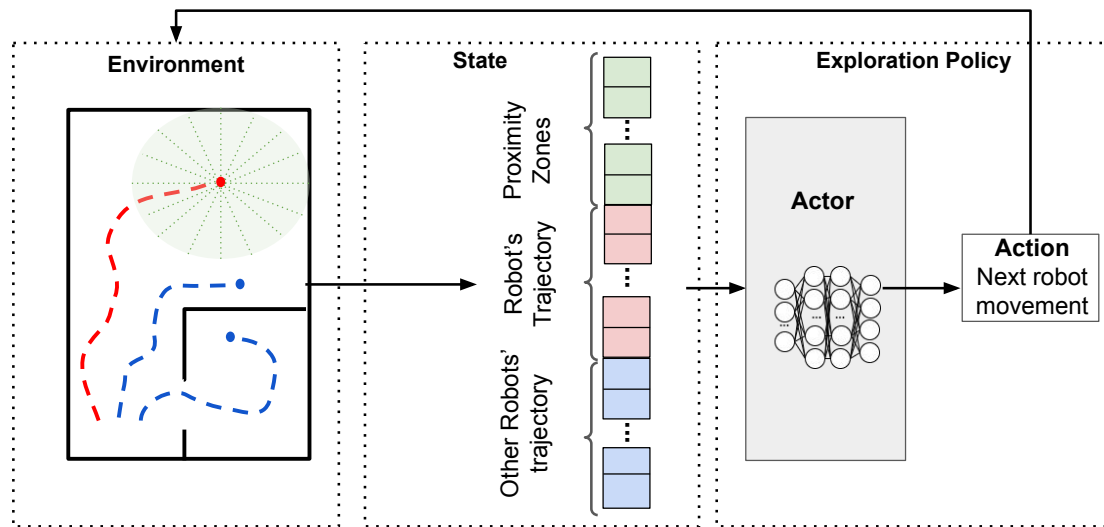 Environment
State
Exploration Policy
Proximity
Zones
Robot's
Trajectory
Other Robots'
trajectory
Actor
...
...
...
Action
Next robot
movement